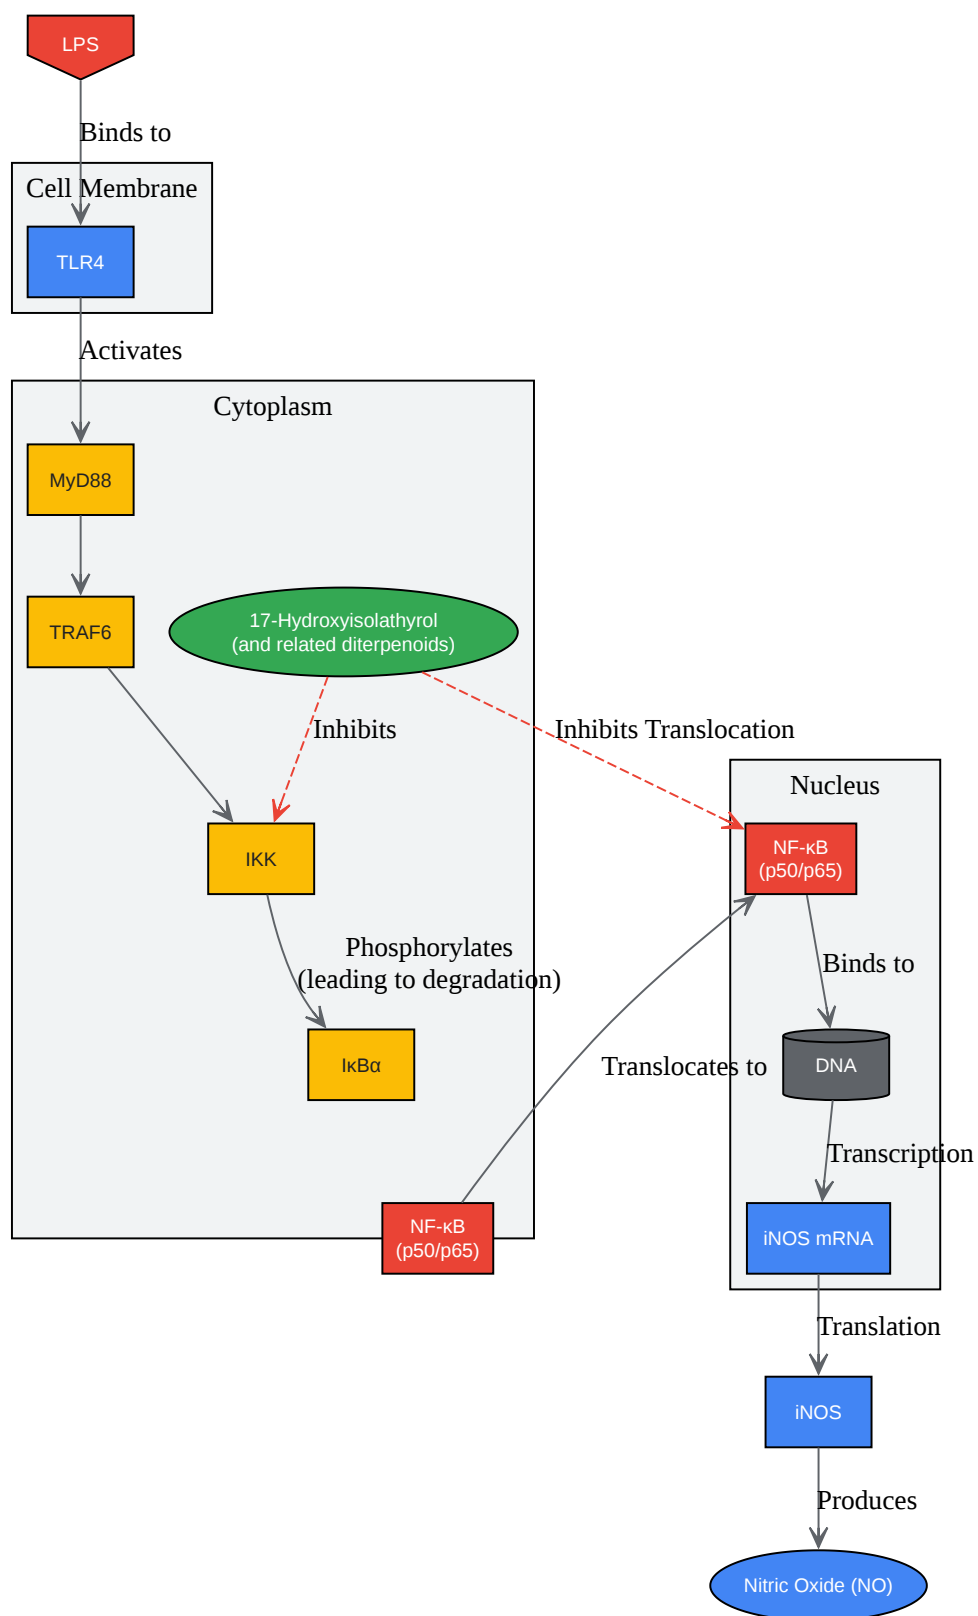 LPS
Binds to
Cell Membrane
TLR4
Activates
Cytoplasm
MyD88
TRAF6
17-Hydroxyisolathyrol
(and related diterpenoids)
Inhibits
Inhibits Translocation
Nucleus
IKK
NF-κB
(p50/p65)
Phosphorylates
(leading to degradation)
Binds to
IκBα
Translocates to
DNA
Transcription
NF-κB
(p50/p65)
iNOS mRNA
Translation
iNOS
Produces
Nitric Oxide (NO)